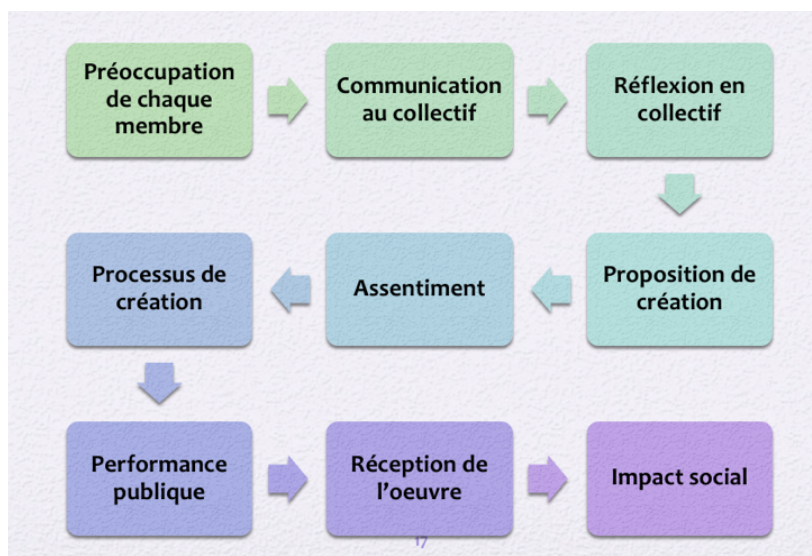 Préoccupation
de chaque
membre
Communication
au collectif
Réflexion en
collectif
Proposition de
création
Assentiment
Processus de
création
Performance
publique
Réception de
l'oeuvre
Impact social
17